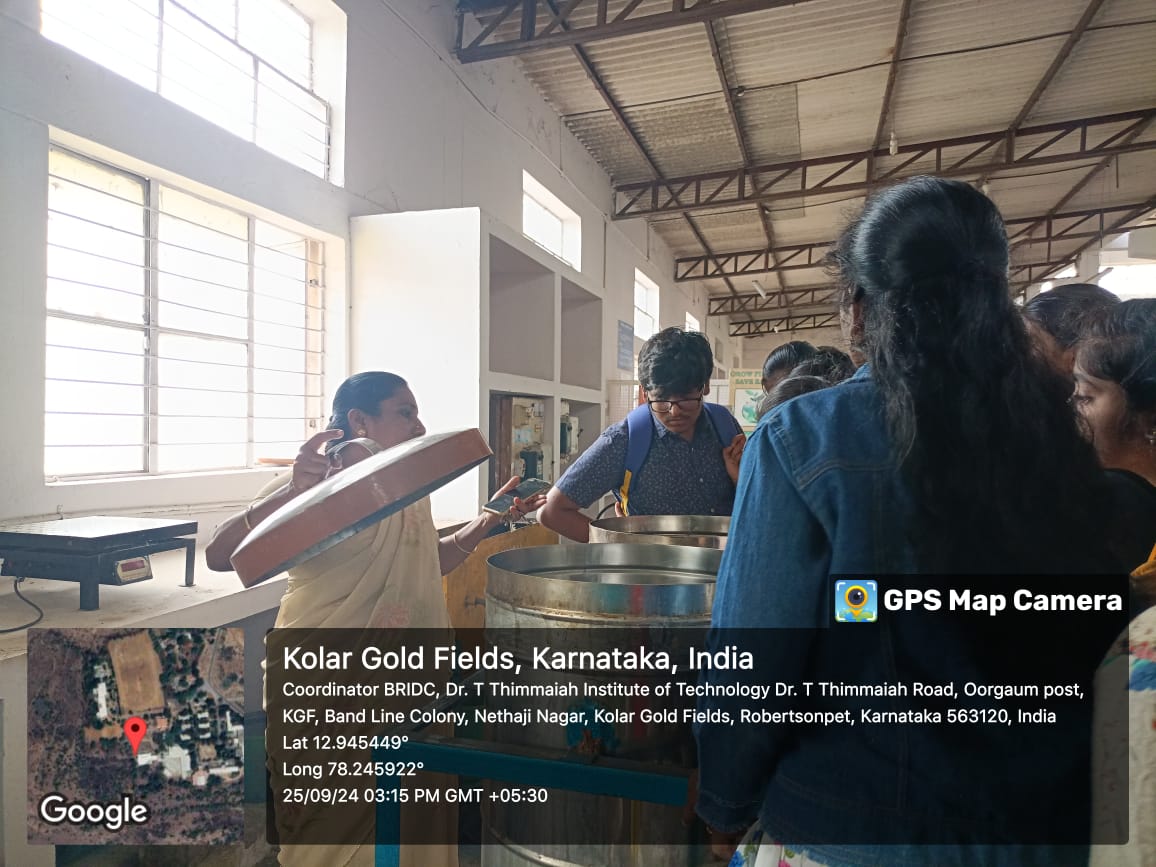 GROW
SAVE
GPS Map Camera
Kolar Gold Fields, Karnataka, India
Coordinator BRIDC, Dr. T Thimmaiah Institute of Technology Dr. T Thimmaiah Road, Oorgaum post,
KGF, Band Line Colony, Nethaji Nagar, Kolar Gold Fields, Robertsonpet, Karnataka 563120, India
Lat 12.945449°
Long 78.245922°
25/09/24 03:15 PM GMT +05:30
Google